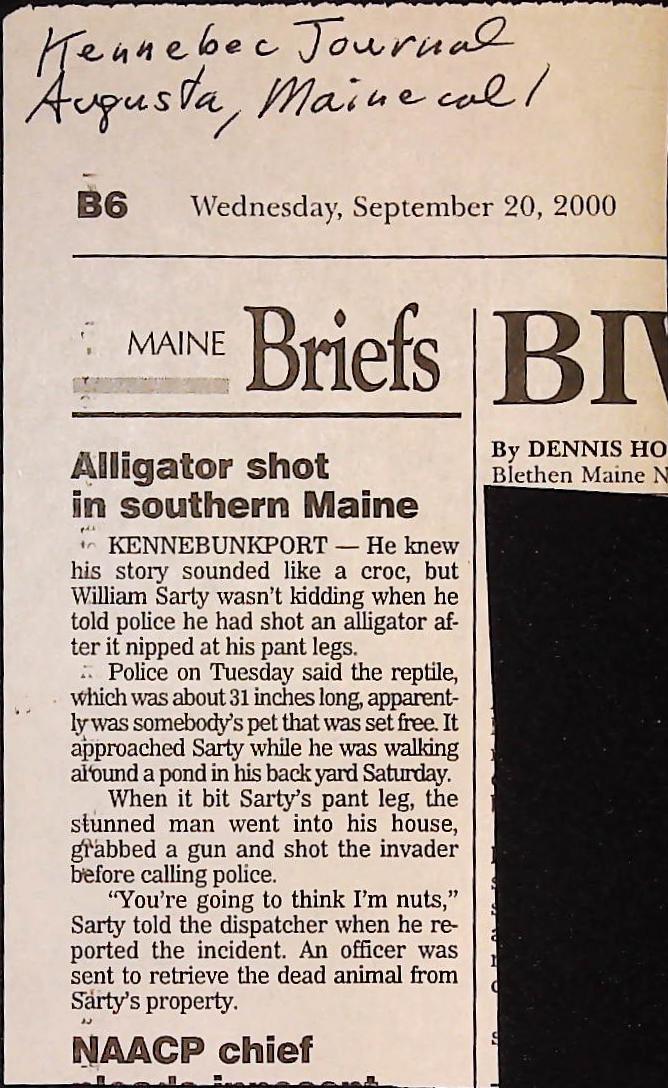 Kennebec Journal
Augusta, Maine col 1
B6 Wednesday, September 20, 2000
MAINE Briefs
Alligator shot
in southern Maine
KENNEBUNKPORT — He knew
his story sounded like a croc, but
William Sarty wasn't kidding when he
told police he had shot an alligator af-
ter it nipped at his pant legs.
Police on Tuesday said the reptile,
which was about 31 inches long, apparent-
ly was somebody's pet that was set free. It
approached Sarty while he was walking
around a pond in his back yard Saturday.
When it bit Sarty's pant leg, the
stunned man went into his house,
grabbed a gun and shot the invader
before calling police.
"You're going to think I'm nuts,"
Sarty told the dispatcher when he re-
ported the incident. An officer was
sent to retrieve the dead animal from
Sarty's property.
NAACP chief
pleads innocent
BIV
By DENNIS HO
Blethen Maine N